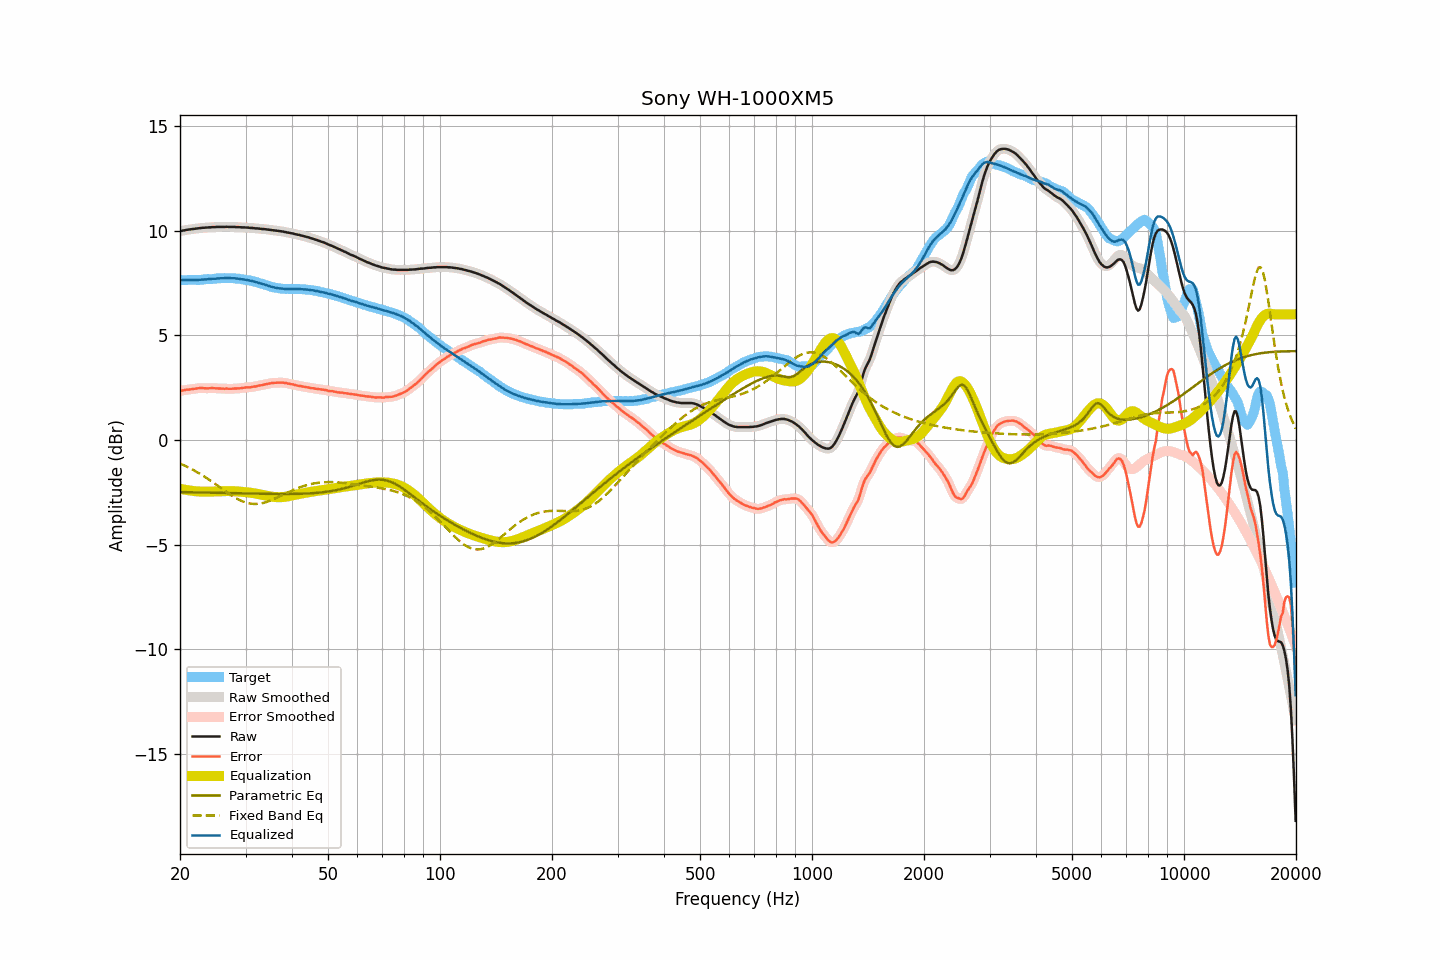 Sony WH-1000XM5
Amplitude (dBr)
15
10
5
0
−5
−10
−15
Target
Raw Smoothed
Error Smoothed
Raw
Error
Equalization
Parametric Eq
Fixed Band Eq
Equalized
20 50 100 200 500 1000 2000 5000 10000 20000
Frequency (Hz)